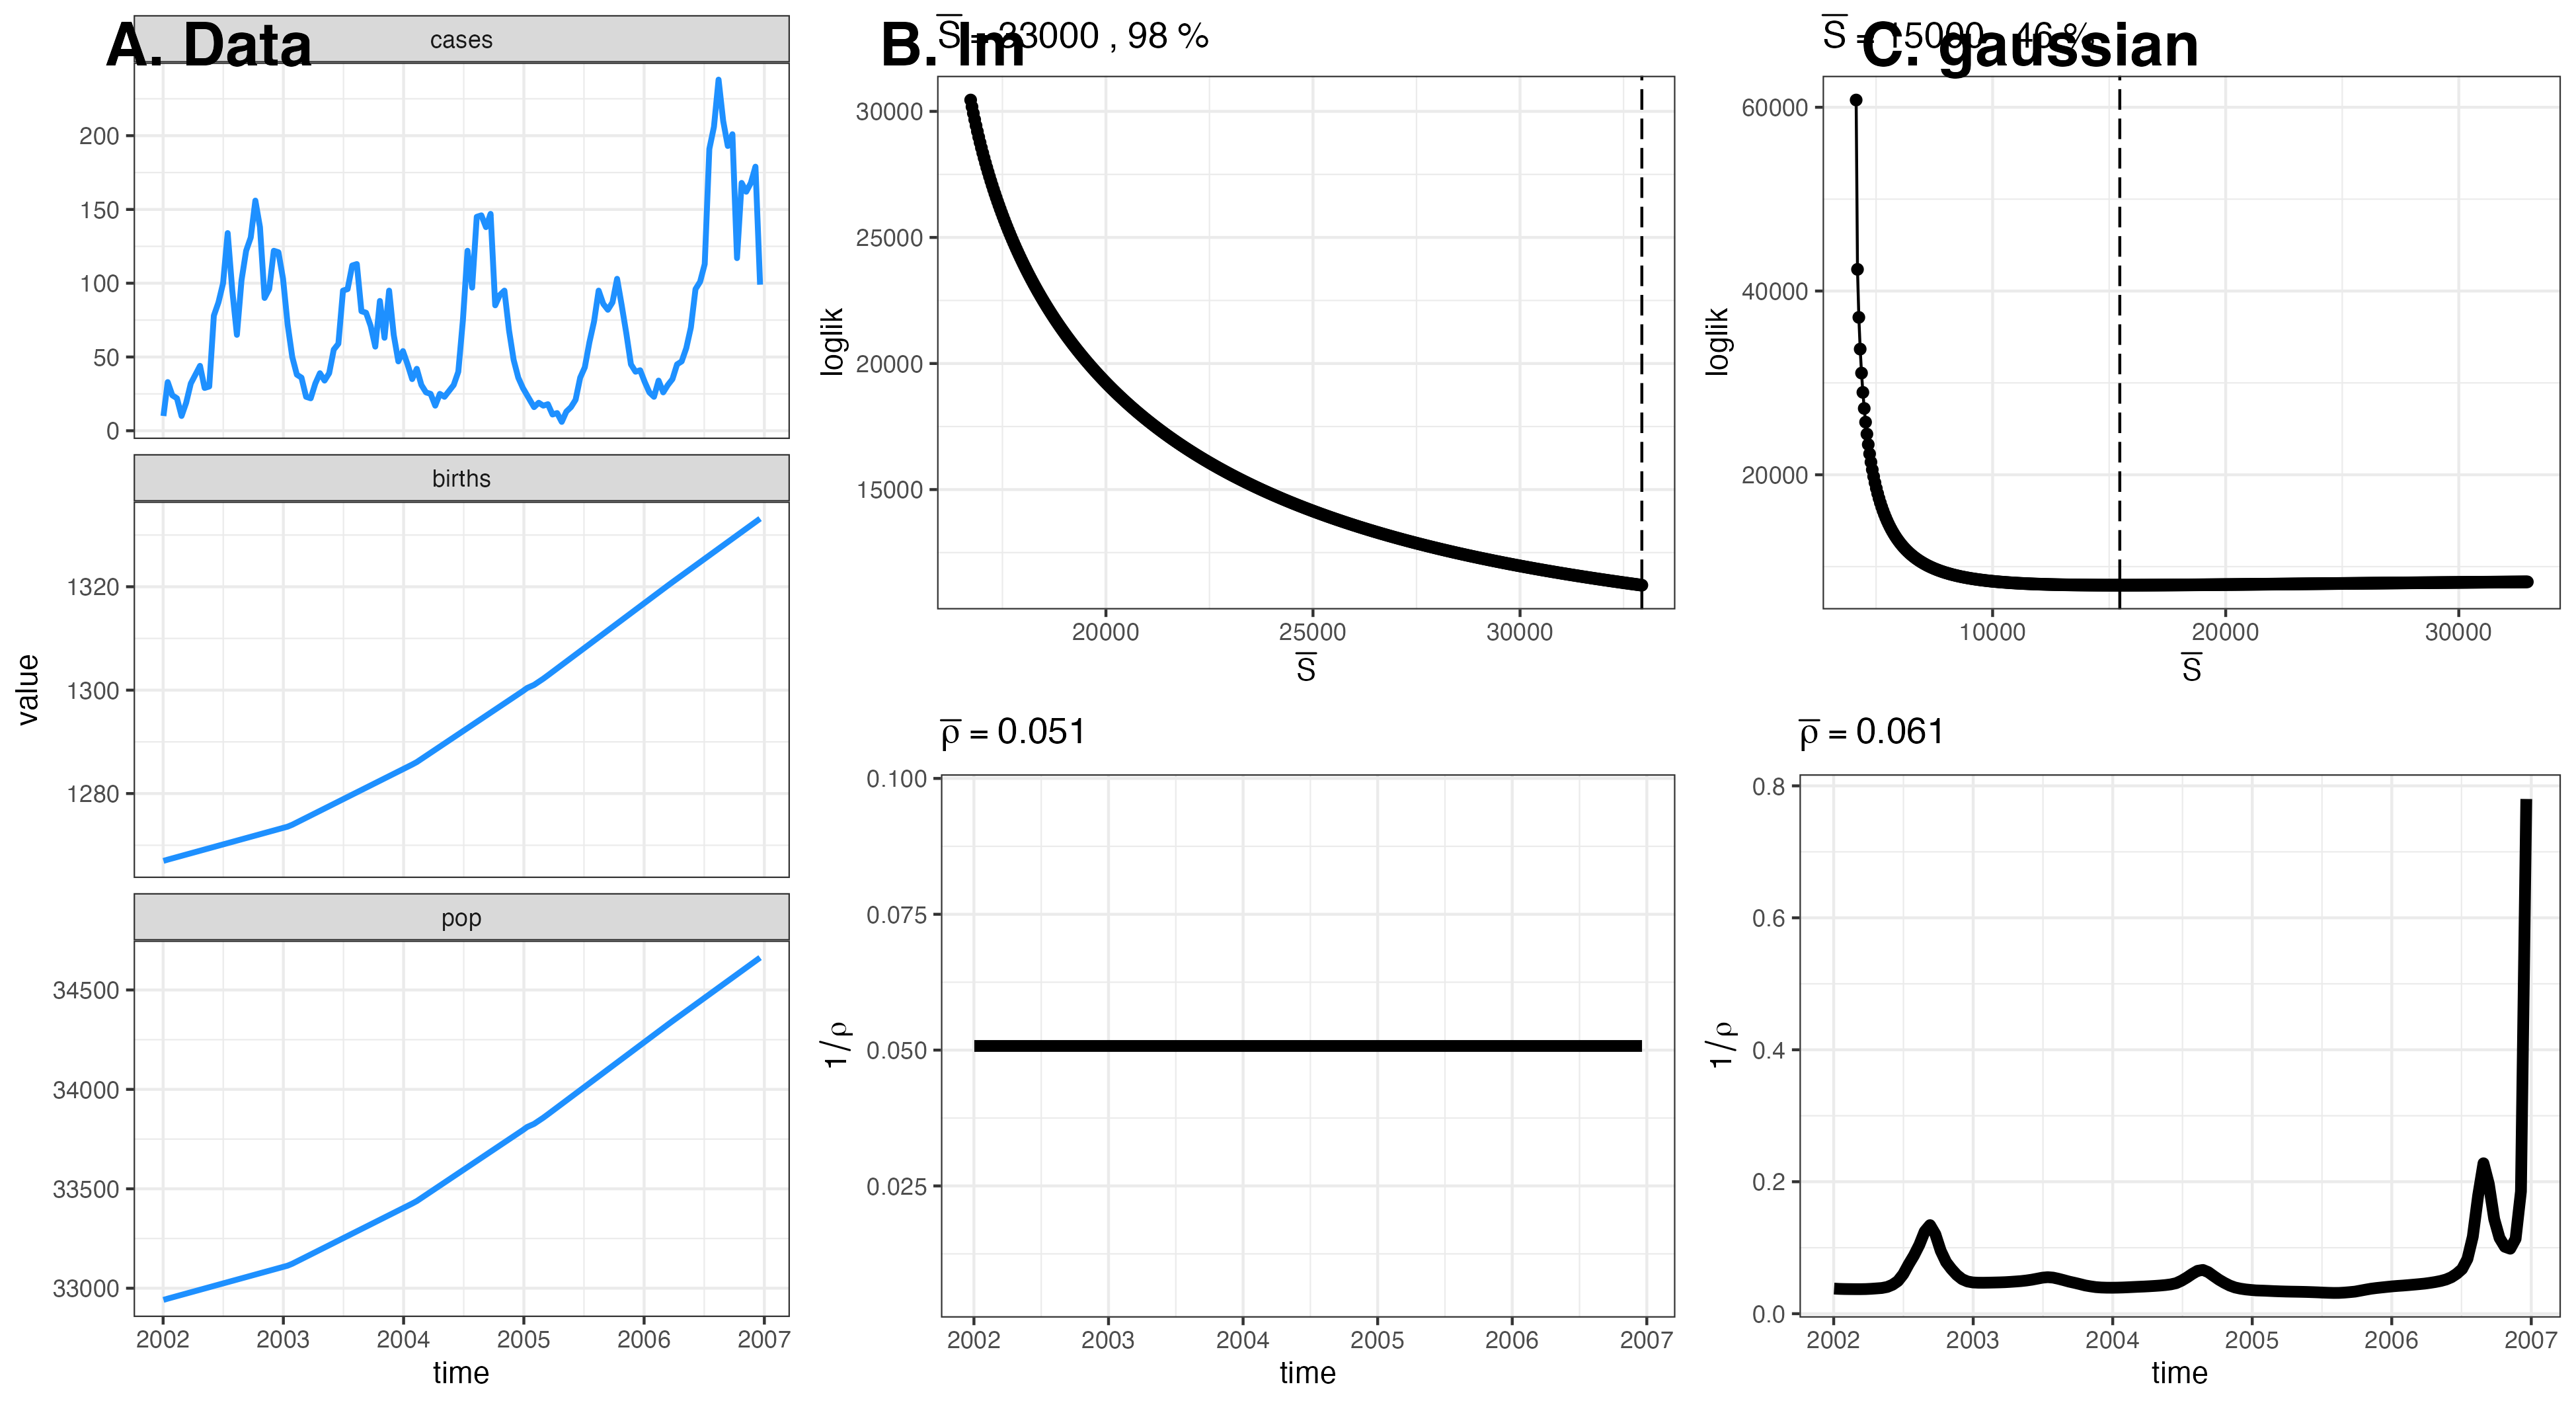 A. Data
cases
200
150
100
50
0
births
1320
1300
1280
pop
34500
34000
33500
33000
value
2002 2003 2004 2005 2006 2007
time
B. lm
S = 33000 , 98 %
30000
25000
20000
15000
loglik
20000 25000 30000
S
ρ = 0.051
0.100
0.075
0.050
0.025
1/ρ
2002 2003 2004 2005 2006 2007
time
C. gaussian
S = 15000 , 46 %
60000
40000
20000
loglik
10000 20000 30000
S
ρ = 0.061
0.8
0.6
0.4
0.2
0.0
1/ρ
2002 2003 2004 2005 2006 2007
time